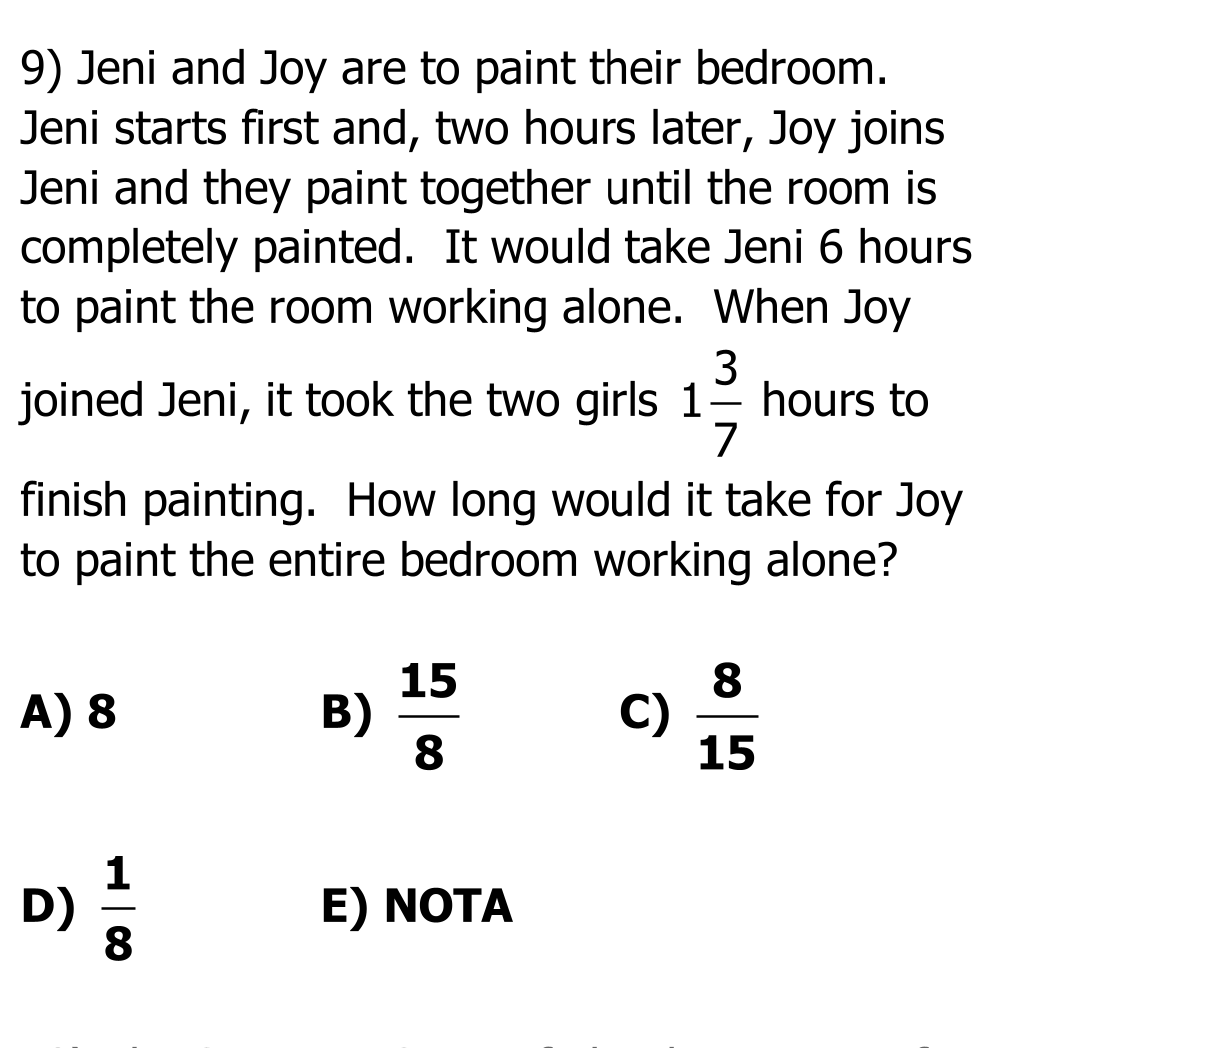 9) Jeni and Joy are to paint their bedroom.
Jeni starts first and, two hours later, Joy joins
Jeni and they paint together until the room is
completely painted.  It would take Jeni 6 hours
to paint the room working alone.  When Joy
joined Jeni, it took the two girls 1 3/7 hours to
finish painting.  How long would it take for Joy
to paint the entire bedroom working alone?
A) 8 B) 15/8 C) 8/15
D) 1/8 E) NOTA